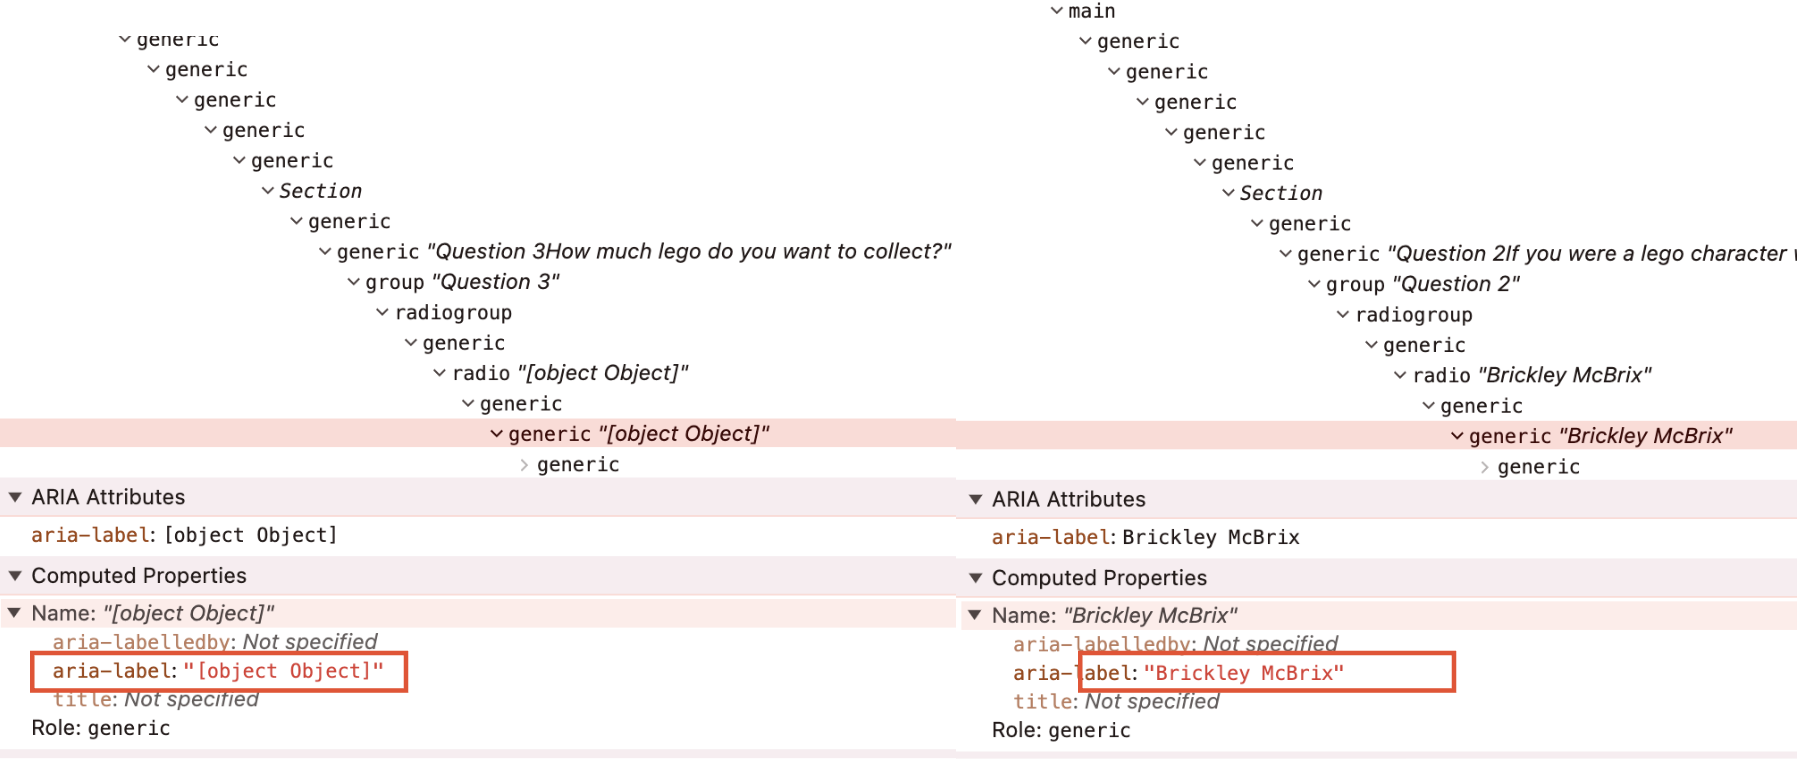 generic
generic
generic
generic
generic
Section
generic
generic "Question 3How much lego do you want to collect?"
group "Question 3"
radiogroup
generic
radio "[object Object]"
generic
generic "[object Object]"
generic
ARIA Attributes
aria-label: [object Object]
Computed Properties
Name: "[object Object]"
aria-labelledby: Not specified
aria-label: "[object Object]"
title: Not specified
Role: generic
main
generic
generic
generic
generic
generic
Section
generic
generic "Question 2If you were a lego character
group "Question 2"
radiogroup
generic
radio "Brickley McBrix"
generic
generic "Brickley McBrix"
generic
ARIA Attributes
aria-label: Brickley McBrix
Computed Properties
Name: "Brickley McBrix"
aria-labelledby: Not specified
aria-label: "Brickley McBrix"
title: Not specified
Role: generic